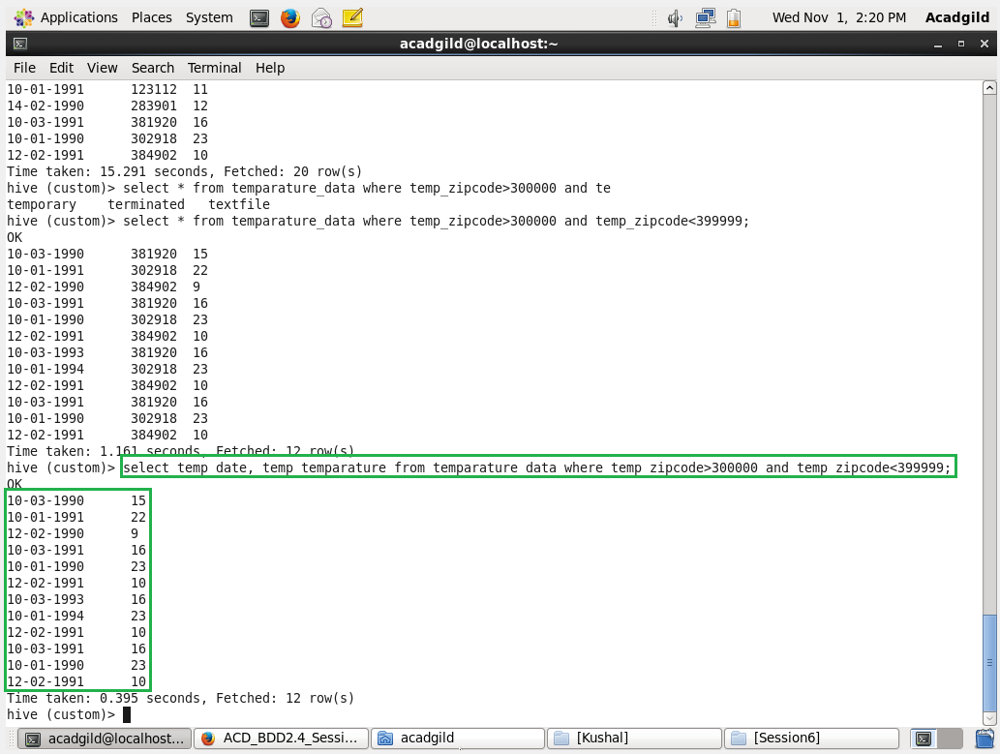 Applications Places System Wed Nov 1, 2:20 PM Acadgild
acadgild@localhost:~
File Edit View Search Terminal Help
10-01-1991 123112 11
14-02-1990 283901 12
10-03-1991 381920 16
10-01-1990 302918 23
12-02-1991 384902 10
Time taken: 15.291 seconds, Fetched: 20 row(s)
hive (custom)> select * from temparature_data where temp_zipcode>300000 and te
temporary terminated textfile
hive (custom)> select * from temparature_data where temp_zipcode>300000 and temp_zipcode<399999;
OK
10-03-1990 381920 15
10-01-1991 302918 22
12-02-1990 384902 9
10-03-1991 381920 16
10-01-1990 302918 23
12-02-1991 384902 10
10-03-1993 381920 16
10-01-1994 302918 23
12-02-1991 384902 10
10-03-1991 381920 16
10-01-1990 302918 23
12-02-1991 384902 10
Time taken: 1.161 seconds, Fetched: 12 row(s)
hive (custom)> select temp_date, temp_temparature from temparature_data where temp_zipcode>300000 and temp_zipcode<399999;
OK
10-03-1990 15
10-01-1991 22
12-02-1990 9
10-03-1991 16
10-01-1990 23
12-02-1991 10
10-03-1993 16
10-01-1994 23
12-02-1991 10
10-03-1991 16
10-01-1990 23
12-02-1991 10
Time taken: 0.395 seconds, Fetched: 12 row(s)
hive (custom)>
acadgild@localhost... ACD_BDD2.4_Sessi... acadgild [Kushal] [Session6]